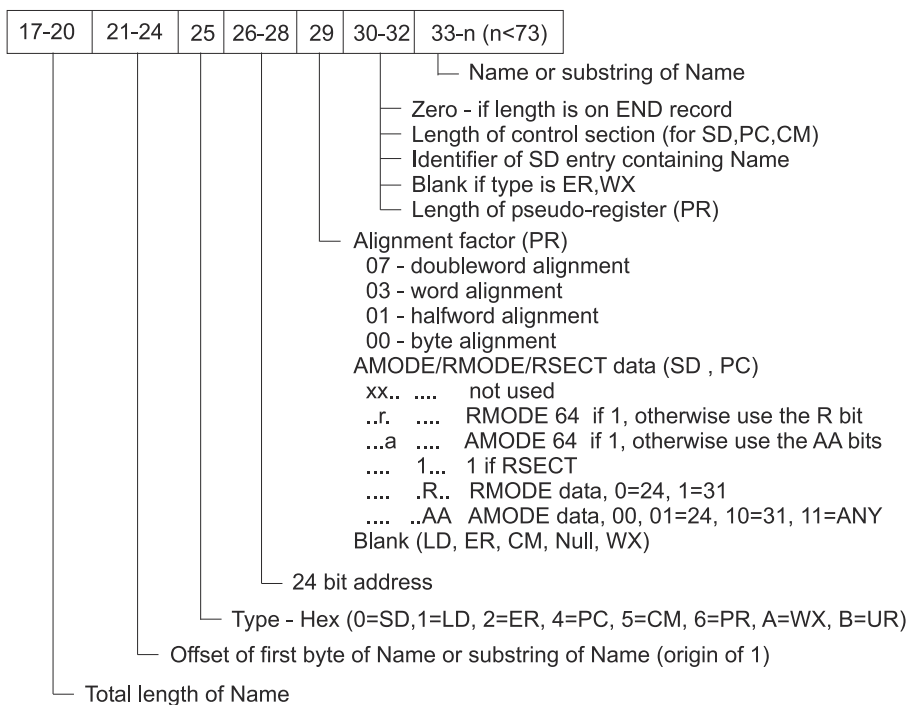 17-20 21-24 25 26-28 29 30-32 33-n (n<73)
Name or substring of Name
Zero - if length is on END record
Length of control section (for SD,PC,CM)
Identifier of SD entry containing Name
Blank if type is ER,WX
Length of pseudo-register (PR)
Alignment factor (PR)
07 - doubleword alignment
03 - word alignment
01 - halfword alignment
00 - byte alignment
AMODE/RMODE/RSECT data (SD , PC)
xx.. .... not used
..r. .... RMODE 64 if 1, otherwise use the R bit
...a .... AMODE 64 if 1, otherwise use the AA bits
.... 1... 1 if RSECT
.... .R.. RMODE data, 0=24, 1=31
.... ..AA AMODE data, 00, 01=24, 10=31, 11=ANY
Blank (LD, ER, CM, Null, WX)
24 bit address
Type - Hex (0=SD,1=LD, 2=ER, 4=PC, 5=CM, 6=PR, A=WX, B=UR)
Offset of first byte of Name or substring of Name (origin of 1)
Total length of Name